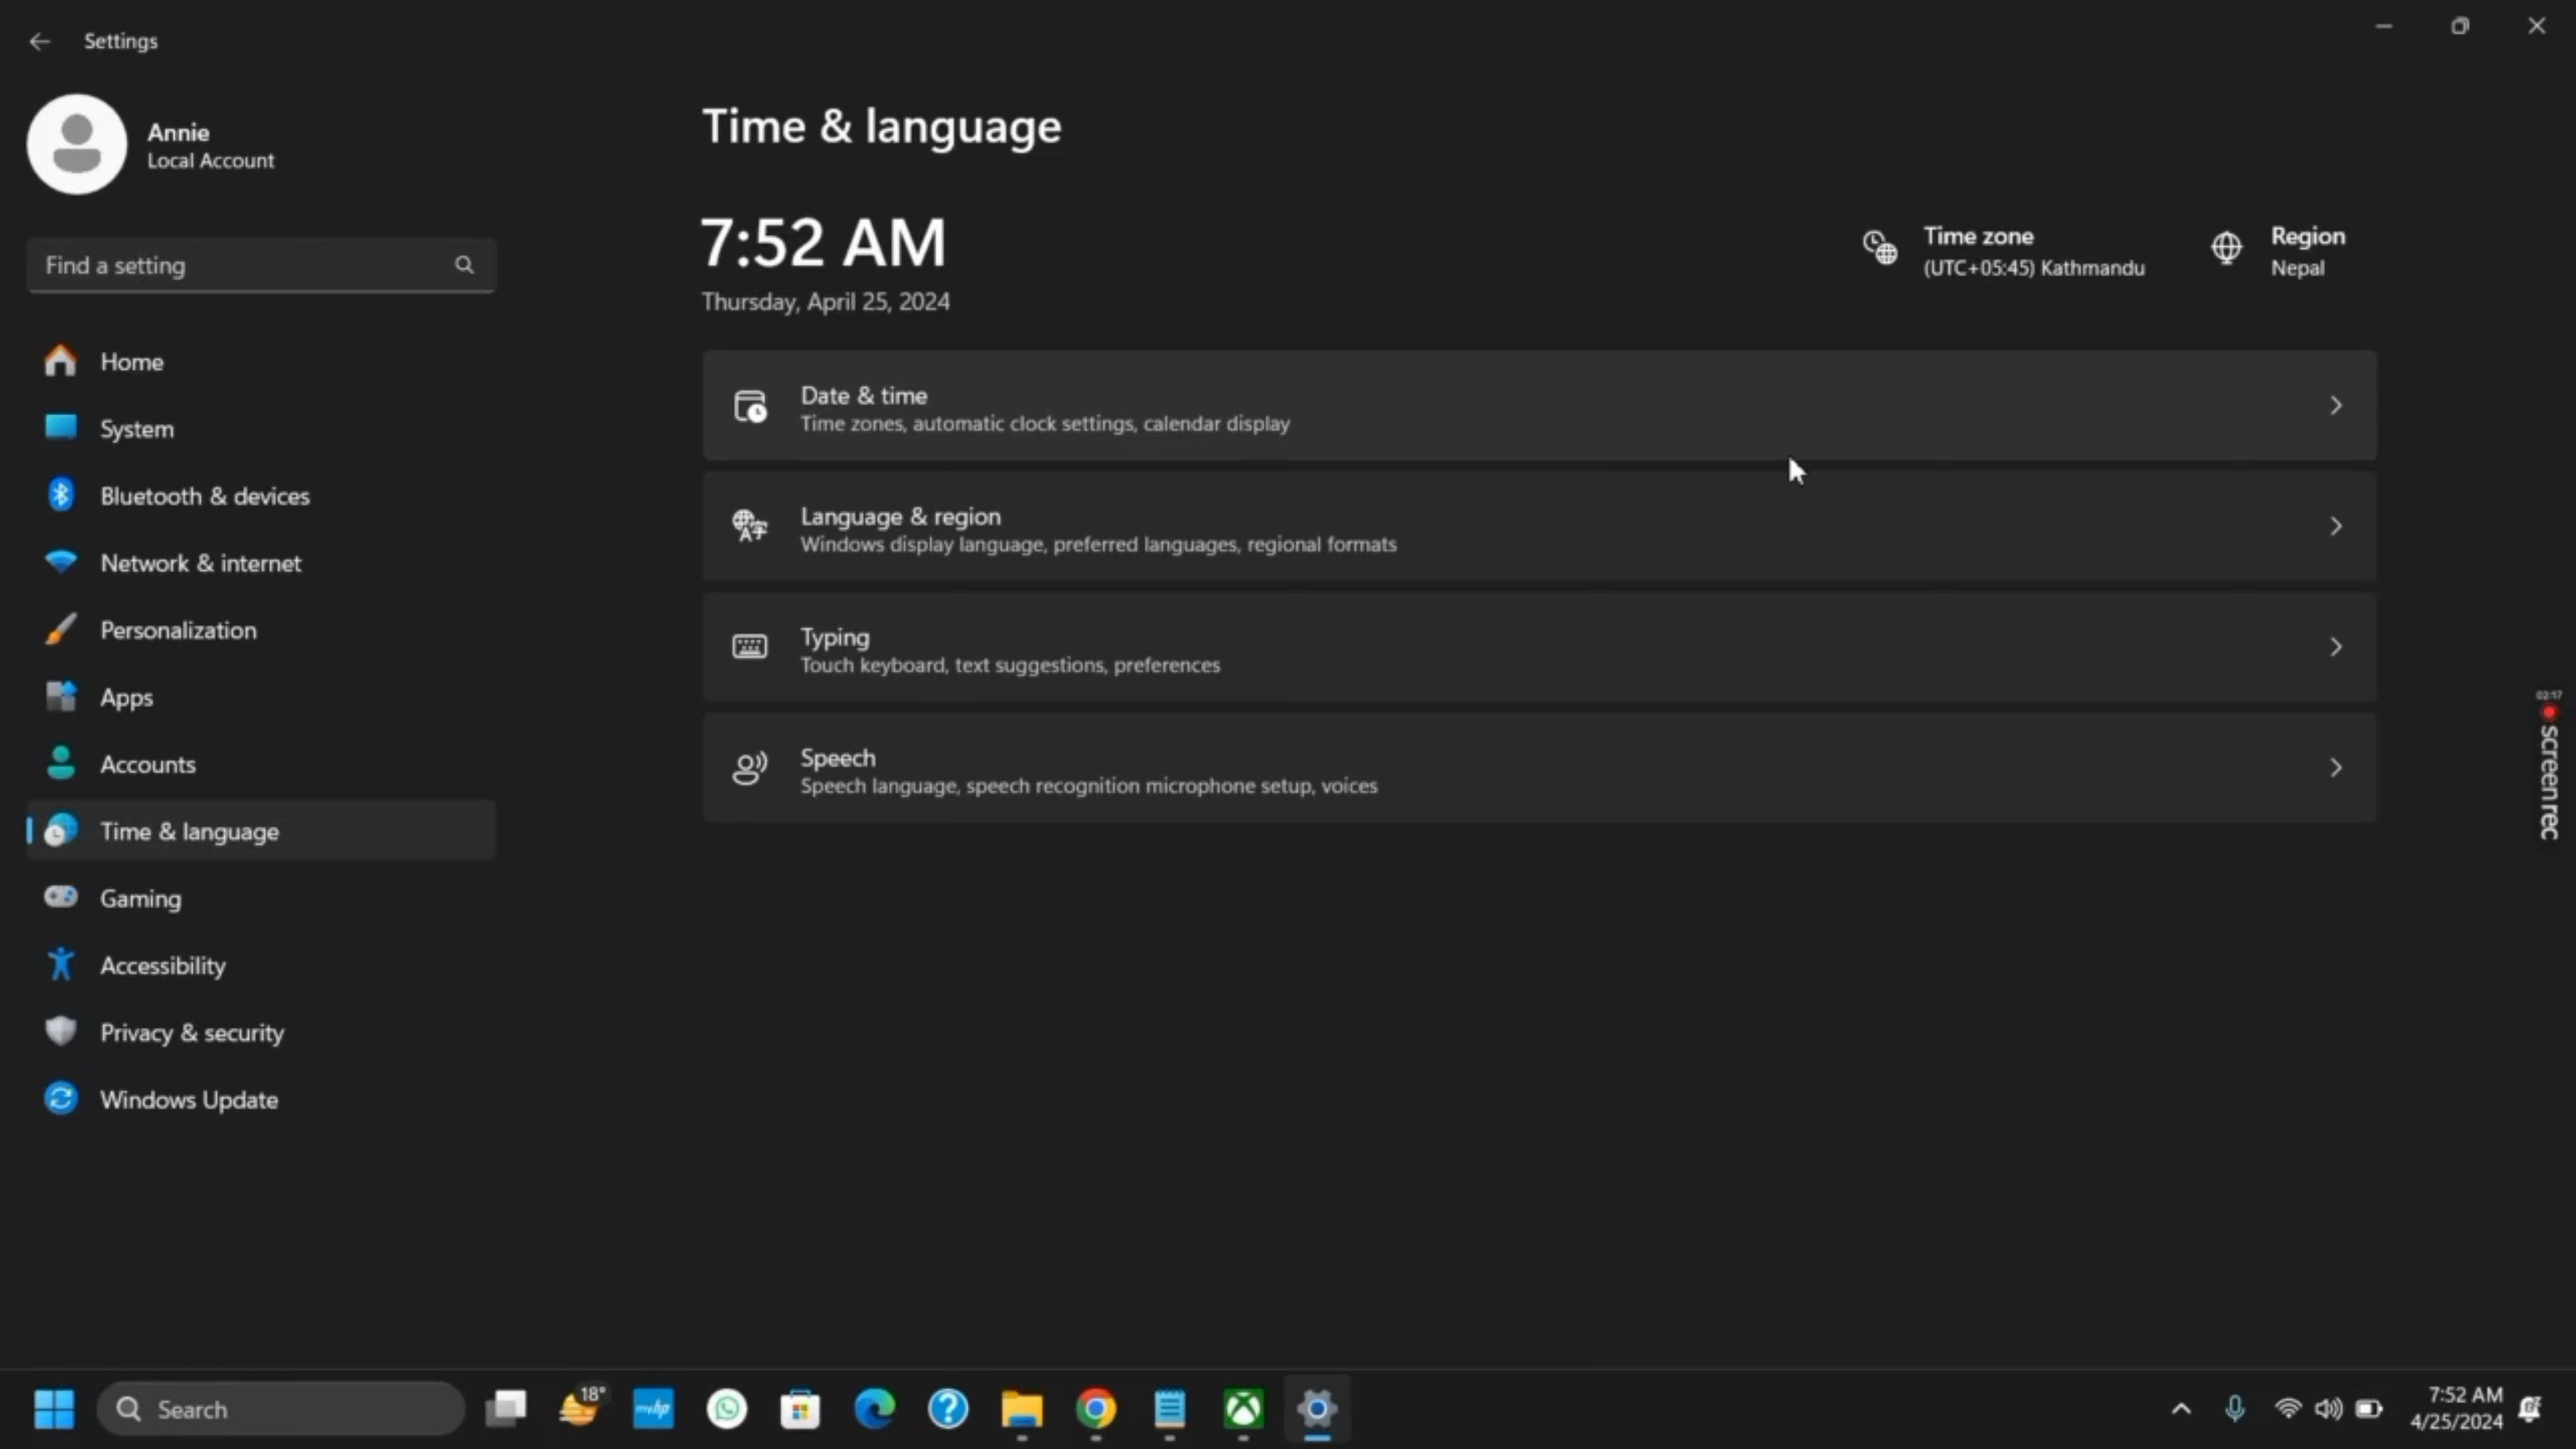 Settings
Annie
Local Account
Find a setting
Home
System
Bluetooth & devices
Network & internet
Personalization
Apps
Accounts
Time & language
Gaming
Accessibility
Privacy & security
Windows Update
Time & language
7:52 AM
Thursday, April 25, 2024
Time zone
(UTC+05:45) Kathmandu
Region
Nepal
Date & time
Time zones, automatic clock settings, calendar display
Language & region
Windows display language, preferred languages, regional formats
Typing
Touch keyboard, text suggestions, preferences
Speech
Speech language, speech recognition microphone setup, voices
02:17
screenrec
Search
18°
myhp
7:52 AM
4/25/2024